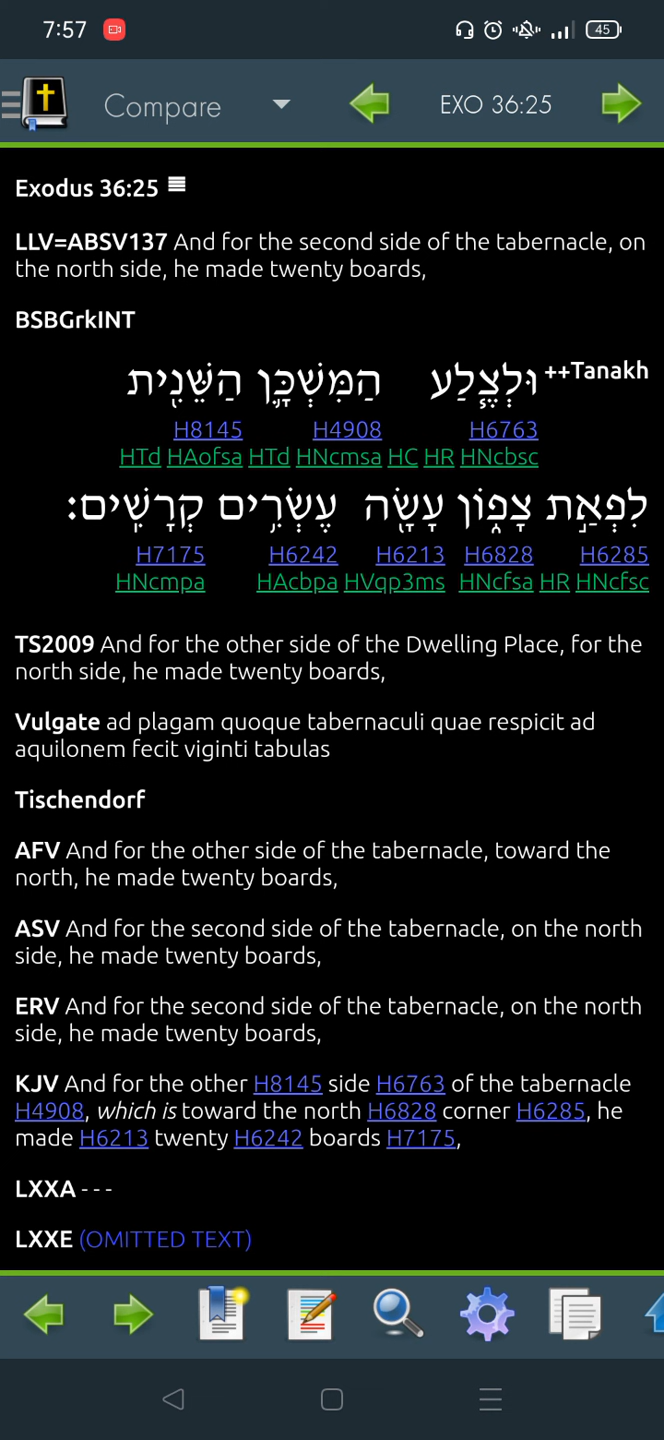 7:57 45
Compare EXO 36:25
Exodus 36:25
LLV=ABSV137 And for the second side of the tabernacle, on
the north side, he made twenty boards,
BSBGrkINT
++Tanakh וּלְצֶ֧לַע הַמִּשְׁכָּ֛ן הַשֵּׁנִ֖ית
H8145 H4908 H6763
HTd HAofsa HTd HNcmsa HC HR HNcbsc
לִפְאַ֣ת צָפ֑וֹן עָשָׂ֖ה עֶשְׂרִ֥ים קְרָשִֽׁים׃
H7175 H6242 H6213 H6828 H6285
HNcmpa HAcbpa HVqp3ms HNcfsa HR HNcfsc
TS2009 And for the other side of the Dwelling Place, for the
north side, he made twenty boards,
Vulgate ad plagam quoque tabernaculi quae respicit ad
aquilonem fecit viginti tabulas
Tischendorf
AFV And for the other side of the tabernacle, toward the
north, he made twenty boards,
ASV And for the second side of the tabernacle, on the north
side, he made twenty boards,
ERV And for the second side of the tabernacle, on the north
side, he made twenty boards,
KJV And for the other H8145 side H6763 of the tabernacle
H4908, which is toward the north H6828 corner H6285, he
made H6213 twenty H6242 boards H7175,
LXXA - - -
LXXE (OMITTED TEXT)